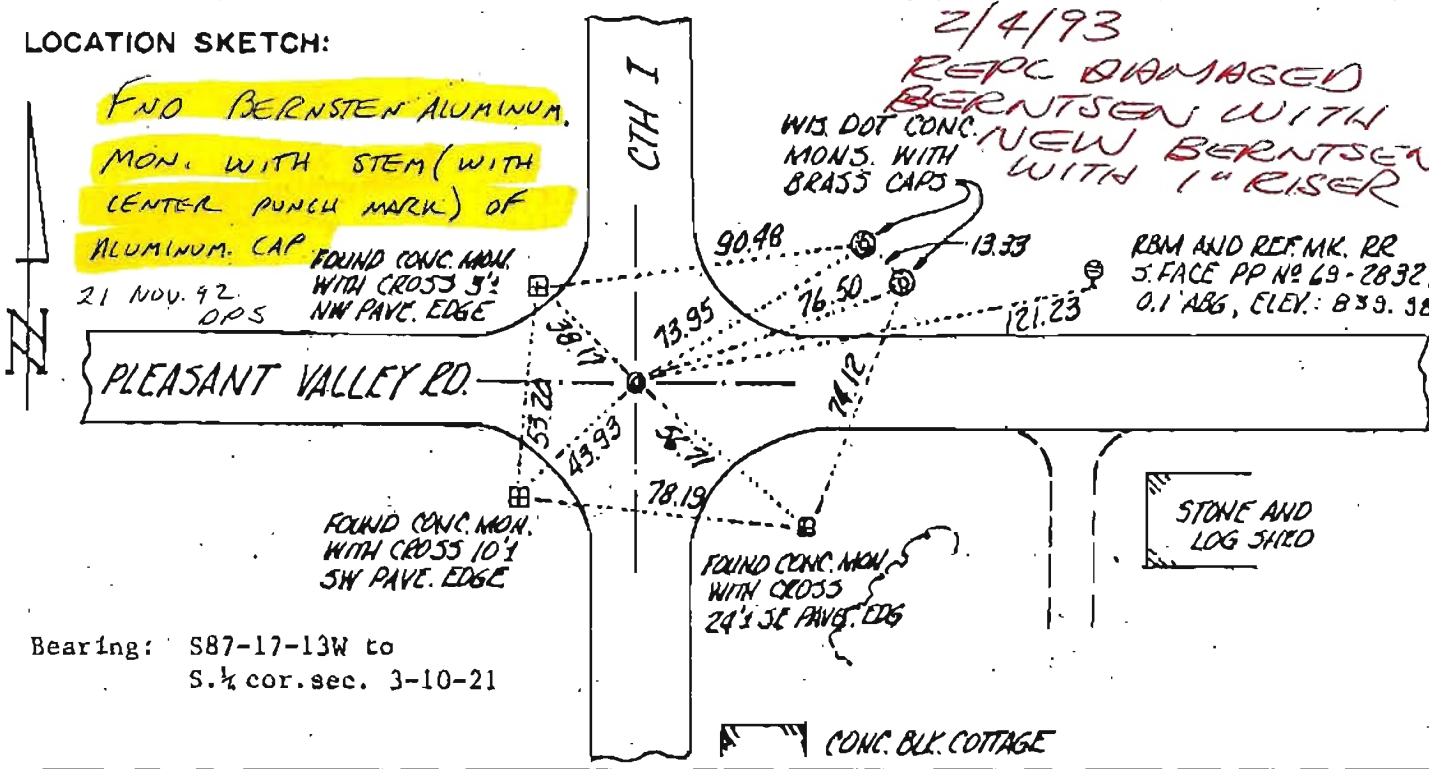 LOCATION SKETCH:
FND BERNSTEN ALUMINUM.
MON. WITH STEM (WITH
CENTER PUNCH MARK) OF
ALUMINUM. CAP
21 NOV. 92.
DPS
2/4/93
REPC DAMAGED
BERNTSEN WITH
NEW BERNTSEN
WITH 1" RISER
CTH I
WIS. DOT CONC.
MONS. WITH
BRASS CAPS
FOUND CONC. MON.
WITH CROSS 5'±
NW PAVE. EDGE
90.48
13.33
RBM AND REF. MK. RR
S. FACE PP Nº 69-2832
0.1 ABG, ELEV.: 839.98
38.17
73.95
76.50
121.23
PLEASANT VALLEY RD.
53.20
43.93
56.71
74.12
78.19
FOUND CONC. MON.
WITH CROSS 10'±
SW PAVE. EDGE
FOUND CONC. MON
WITH CROSS
24'± SE PAVE. EDG
STONE AND
LOG SHED
Bearing: S87-17-13W to
S.¼ cor.sec. 3-10-21
CONC. BLK. COTTAGE